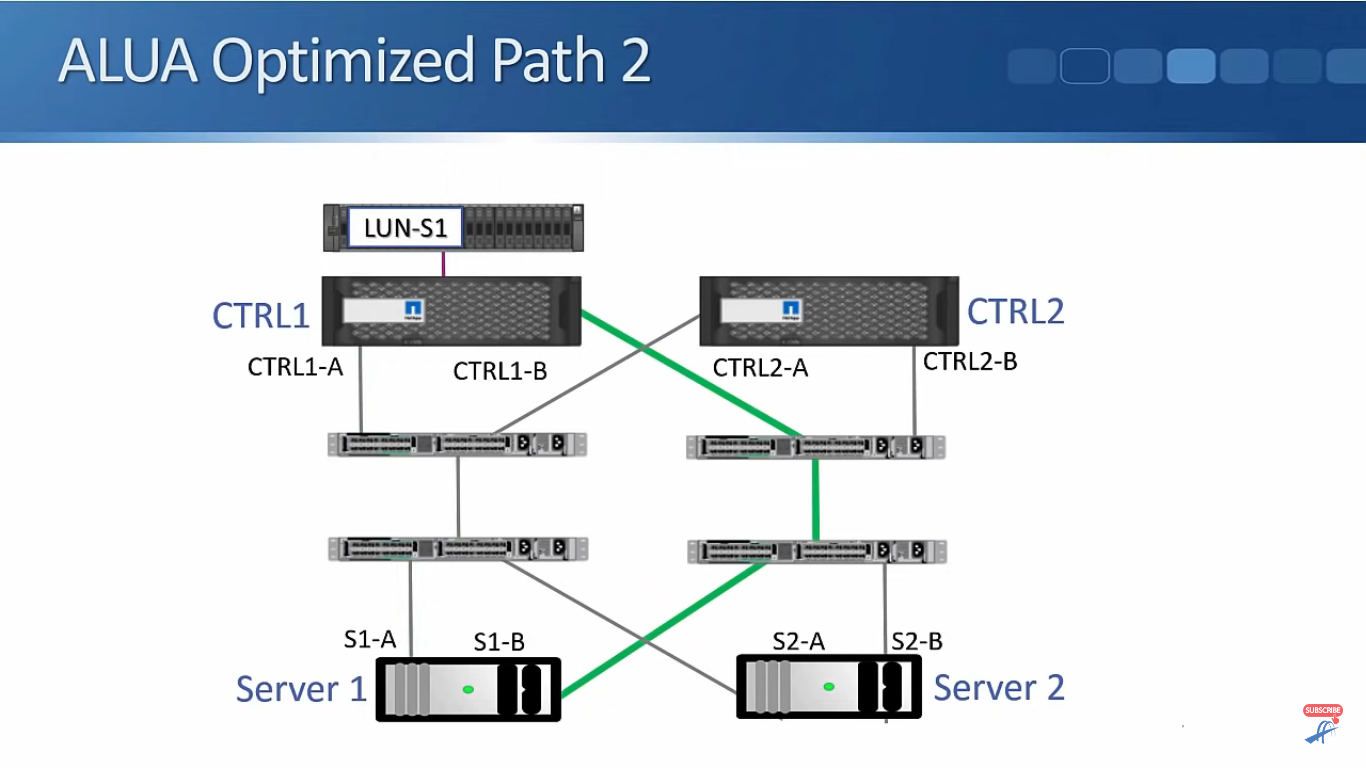 ALUA Optimized Path 2
LUN-S1
CTRL1
CTRL2
CTRL1-A
CTRL1-B
CTRL2-A
CTRL2-B
S1-A
S1-B
S2-A
S2-B
Server 1
Server 2
SUBSCRIBE